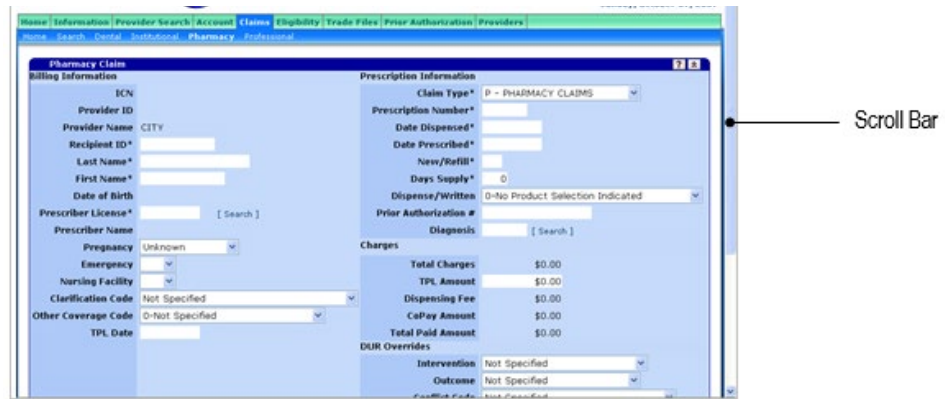 Home Information Provider Search Account Claims Eligibility Trade Files Prior Authorization Providers
Home Search Dental Institutional Pharmacy Professional
Pharmacy Claim ?
Billing Information
ICN
Provider ID
Provider Name CITY
Recipient ID*
Last Name*
First Name*
Date of Birth
Prescriber License* [ Search ]
Prescriber Name
Pregnancy Unknown
Emergency
Nursing Facility
Clarification Code Not Specified
Other Coverage Code 0-Not Specified
TPL Date
Prescription Information
Claim Type* P - PHARMACY CLAIMS
Prescription Number*
Date Dispensed*
Date Prescribed*
New/Refill*
Days Supply* 0
Dispense/Written 0-No Product Selection Indicated
Prior Authorization #
Diagnosis [ Search ]
Charges
Total Charges $0.00
TPL Amount $0.00
Dispensing Fee $0.00
CoPay Amount $0.00
Total Paid Amount $0.00
DUR Overrides
Intervention Not Specified
Outcome Not Specified
Conflict Code Not Specified
Scroll Bar